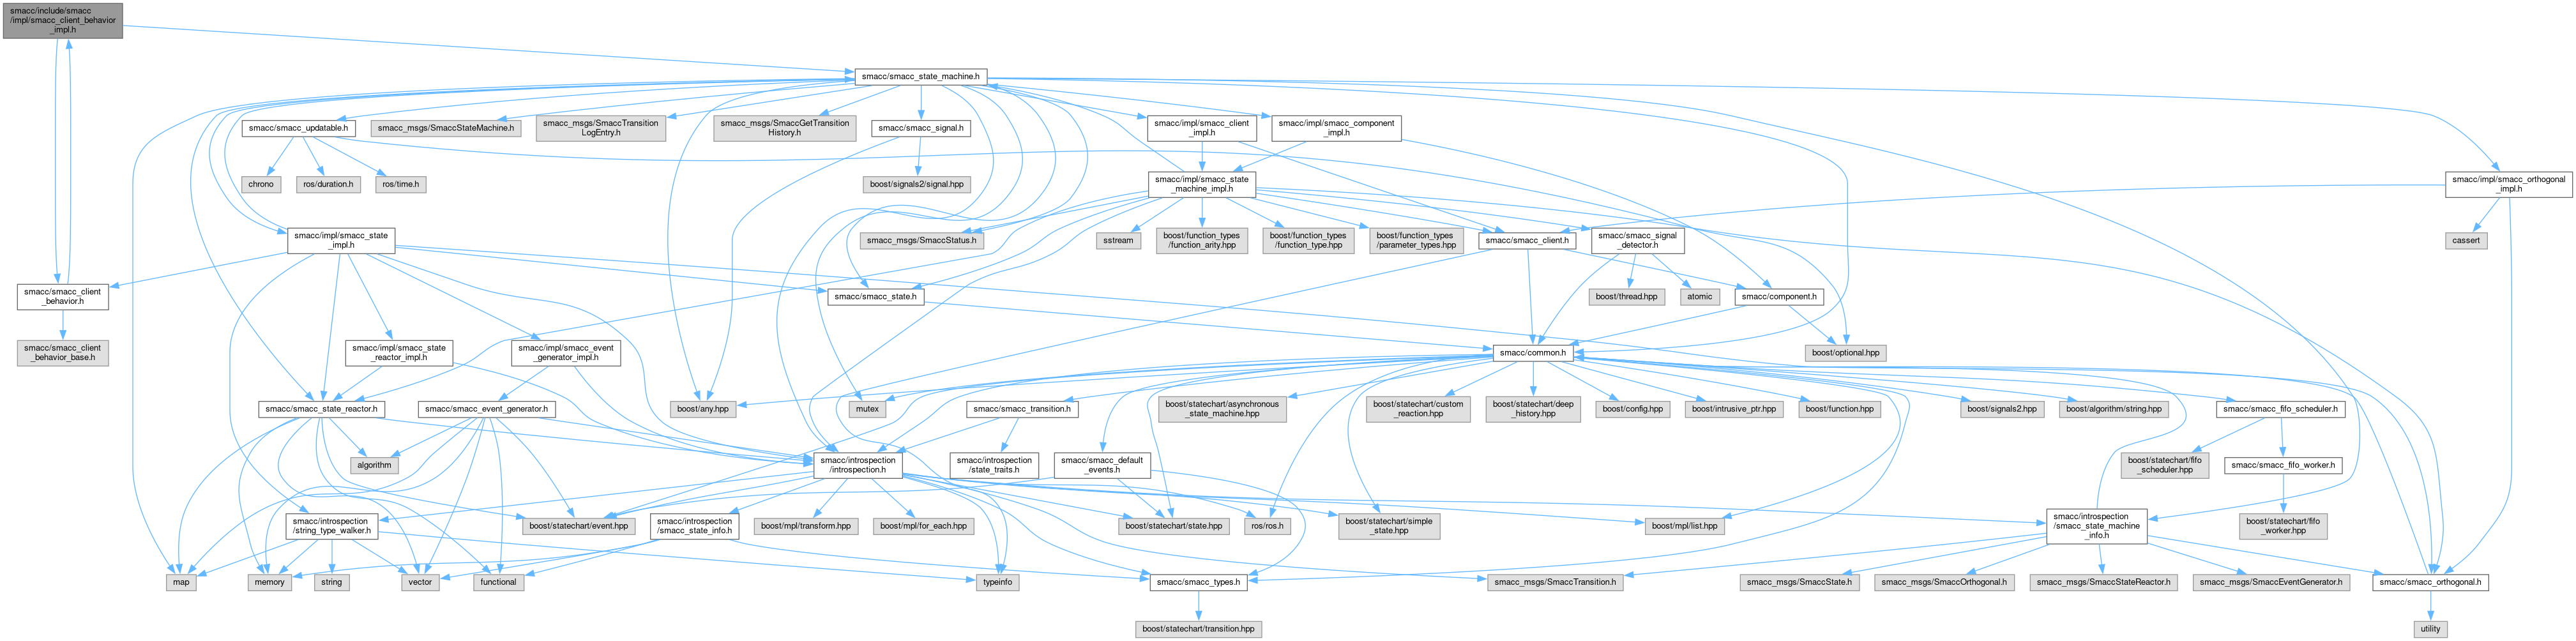 smacc/include/smacc
/impl/smacc_client_behavior
_impl.h
smacc/smacc_state_machine.h
smacc/smacc_updatable.h
smacc_msgs/SmaccStateMachine.h
smacc_msgs/SmaccTransition
LogEntry.h
smacc_msgs/SmaccGetTransition
History.h
smacc/smacc_signal.h
smacc/impl/smacc_client
_impl.h
smacc/impl/smacc_component
_impl.h
chrono
ros/duration.h
ros/time.h
boost/signals2/signal.hpp
smacc/impl/smacc_state
_machine_impl.h
smacc/impl/smacc_orthogonal
_impl.h
smacc/impl/smacc_state
_impl.h
smacc_msgs/SmaccStatus.h
sstream
boost/function_types
/function_arity.hpp
boost/function_types
/function_type.hpp
boost/function_types
/parameter_types.hpp
smacc/smacc_client.h
smacc/smacc_signal
_detector.h
cassert
smacc/smacc_client
_behavior.h
smacc/smacc_state.h
boost/thread.hpp
atomic
smacc/component.h
smacc/smacc_client
_behavior_base.h
smacc/impl/smacc_state
_reactor_impl.h
smacc/impl/smacc_event
_generator_impl.h
smacc/common.h
boost/optional.hpp
smacc/smacc_state_reactor.h
smacc/smacc_event_generator.h
boost/any.hpp
mutex
smacc/smacc_transition.h
boost/statechart/asynchronous
_state_machine.hpp
boost/statechart/custom
_reaction.hpp
boost/statechart/deep
_history.hpp
boost/config.hpp
boost/intrusive_ptr.hpp
boost/function.hpp
boost/signals2.hpp
boost/algorithm/string.hpp
smacc/smacc_fifo_scheduler.h
algorithm
smacc/introspection
/introspection.h
smacc/introspection
/state_traits.h
smacc/smacc_default
_events.h
boost/statechart/fifo
_scheduler.hpp
smacc/smacc_fifo_worker.h
smacc/introspection
/string_type_walker.h
boost/statechart/event.hpp
smacc/introspection
/smacc_state_info.h
boost/mpl/transform.hpp
boost/mpl/for_each.hpp
boost/statechart/state.hpp
ros/ros.h
boost/statechart/simple
_state.hpp
boost/mpl/list.hpp
smacc/introspection
/smacc_state_machine
_info.h
boost/statechart/fifo
_worker.hpp
map
memory
string
vector
functional
typeinfo
smacc/smacc_types.h
smacc_msgs/SmaccTransition.h
smacc_msgs/SmaccState.h
smacc_msgs/SmaccOrthogonal.h
smacc_msgs/SmaccStateReactor.h
smacc_msgs/SmaccEventGenerator.h
smacc/smacc_orthogonal.h
boost/statechart/transition.hpp
utility